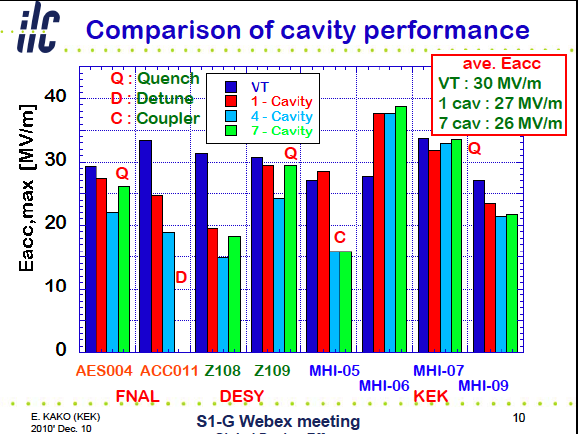 ilc
Comparison of cavity performance
ave. Eacc
VT : 30 MV/m
1 cav : 27 MV/m
7 cav : 26 MV/m
Q : Quench
D : Detune
C : Coupler
VT
1 - Cavity
4 - Cavity
7 - Cavity
Eacc,max [MV/m]
40
30
20
10
0
Q
D
Q
C
Q
AES004 ACC011 Z108 Z109 MHI-05 MHI-07
MHI-06 MHI-09
FNAL DESY KEK
E. KAKO (KEK)
2010' Dec. 10
S1-G Webex meeting
10